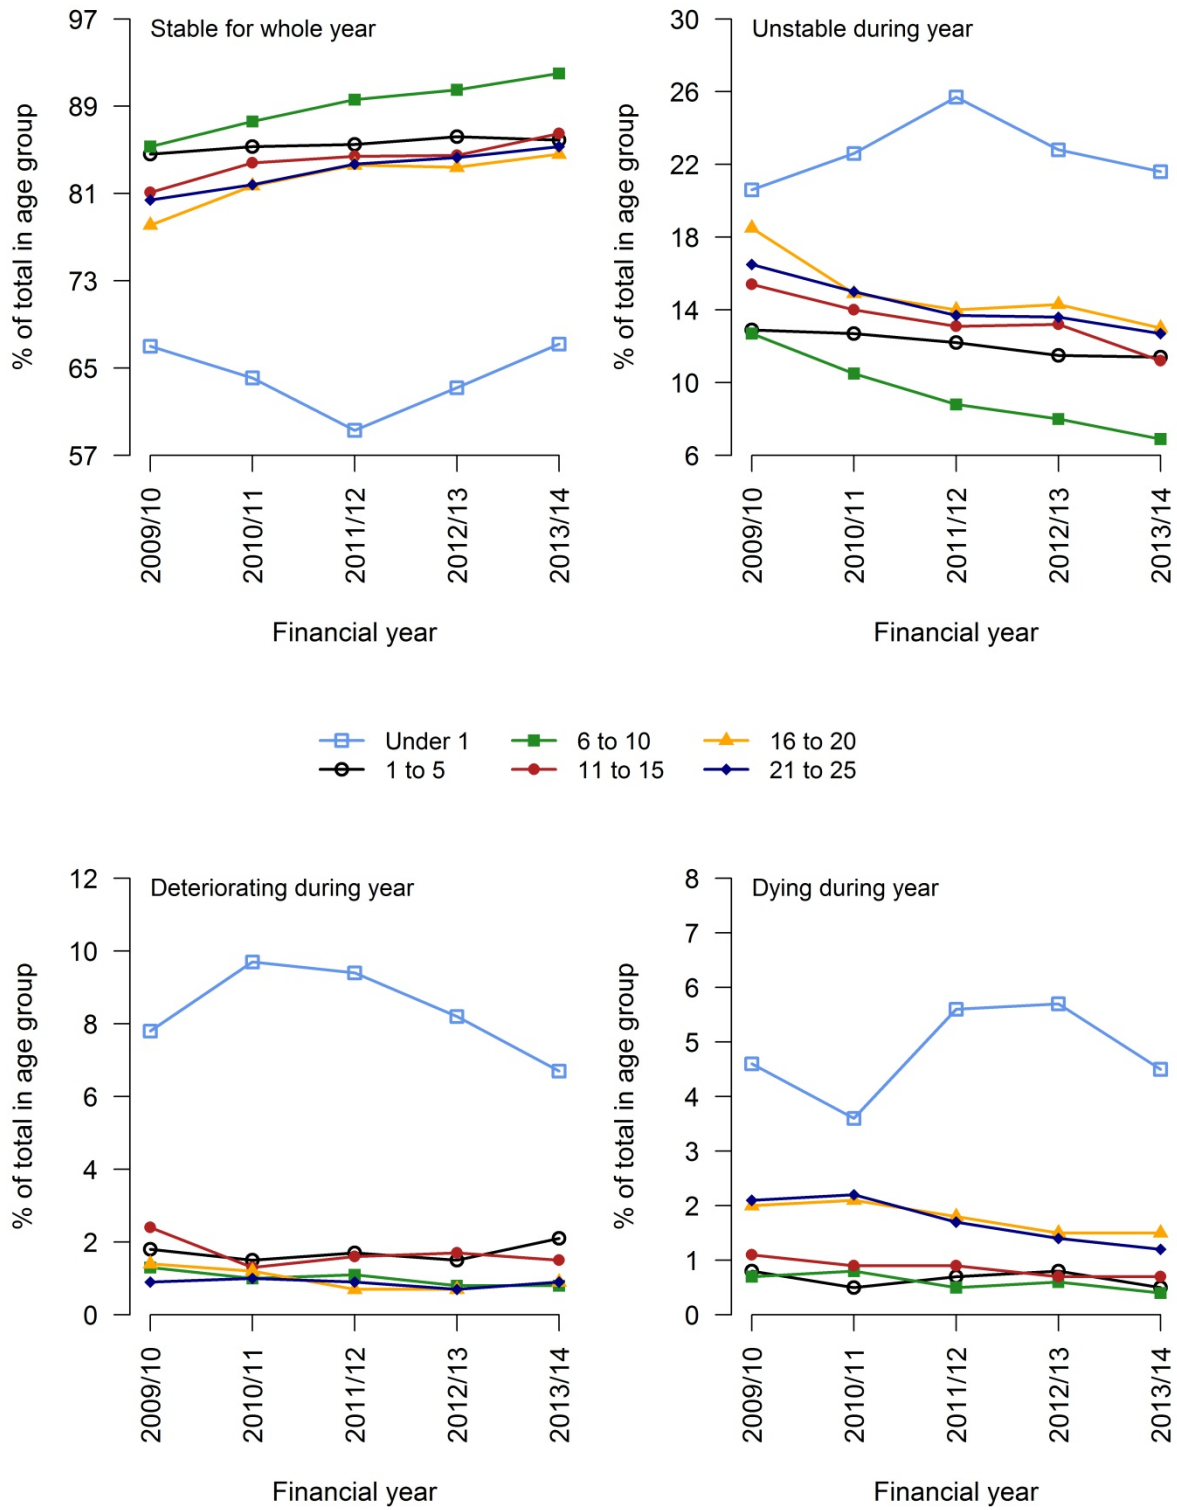 Stable for whole year
97
89
81
73
65
57
% of total in age group
2009/10
2010/11
2011/12
2012/13
2013/14
Financial year
Unstable during year
30
26
22
18
14
10
6
% of total in age group
2009/10
2010/11
2011/12
2012/13
2013/14
Financial year
Under 1
6 to 10
16 to 20
1 to 5
11 to 15
21 to 25
Deteriorating during year
12
10
8
6
4
2
0
% of total in age group
2009/10
2010/11
2011/12
2012/13
2013/14
Financial year
Dying during year
8
7
6
5
4
3
2
1
0
% of total in age group
2009/10
2010/11
2011/12
2012/13
2013/14
Financial year